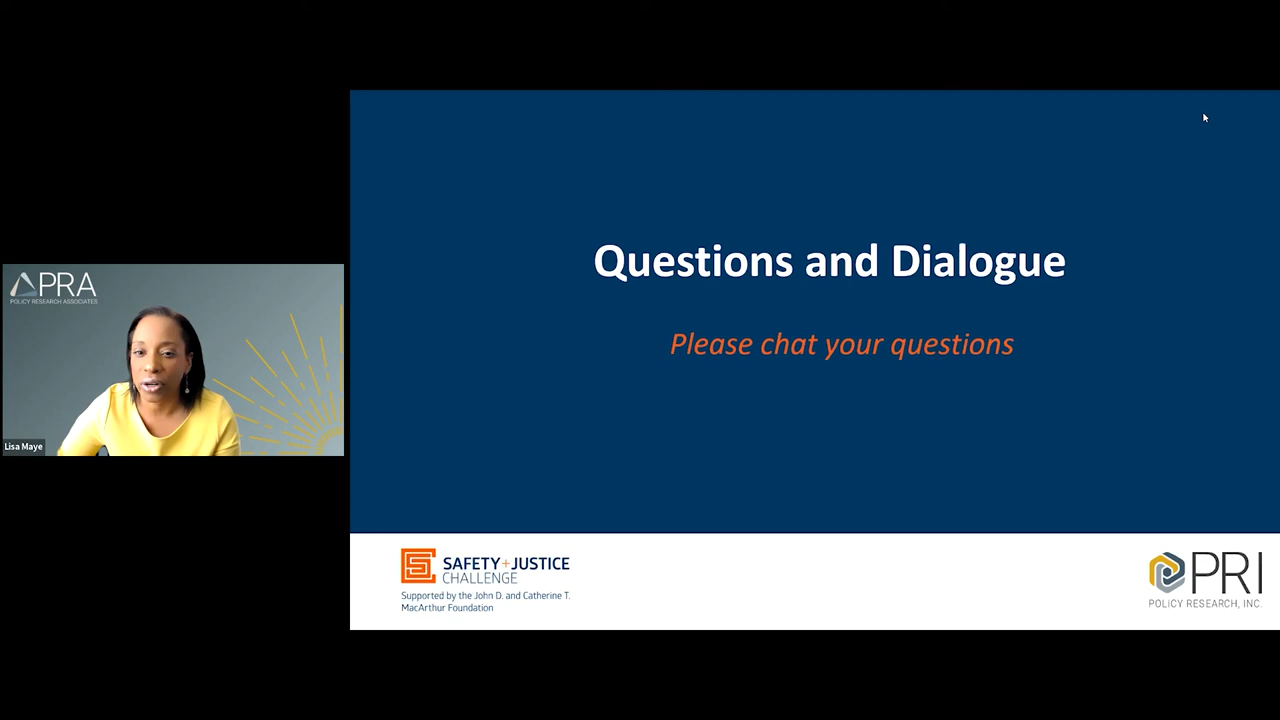 PRA
POLICY RESEARCH ASSOCIATES
Lisa Maye
Questions and Dialogue
Please chat your questions
SAFETY+JUSTICE
CHALLENGE
Supported by the John D. and Catherine T.
MacArthur Foundation
PRI
POLICY RESEARCH, INC.